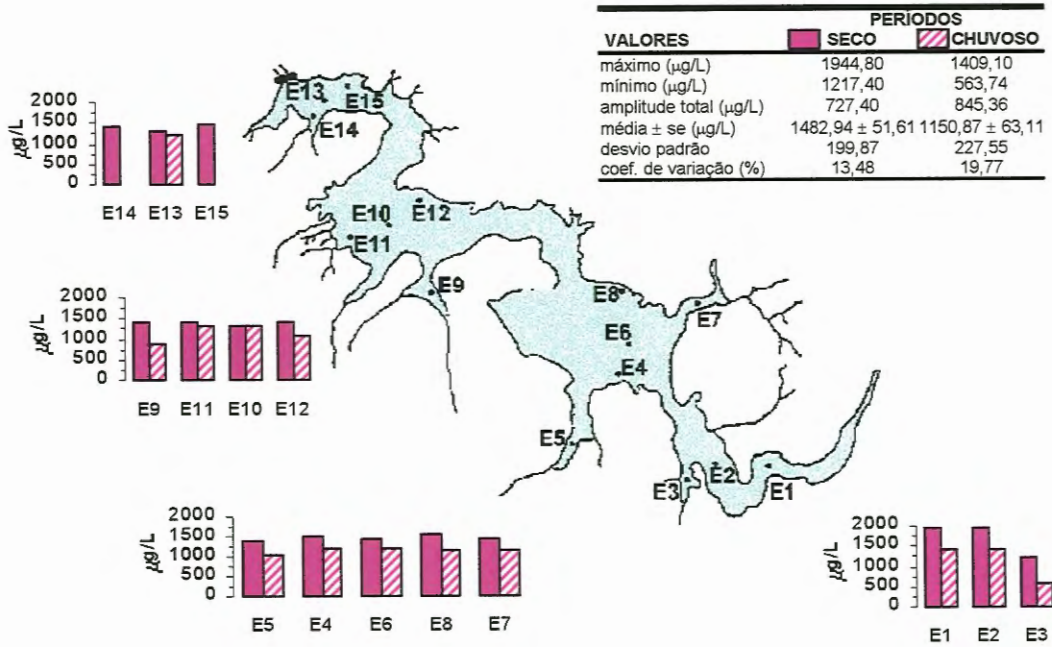 PERÍODOS
VALORES SECO CHUVOSO
máximo (µg/L) 1944,80 1409,10
mínimo (µg/L) 1217,40 563,74
amplitude total (µg/L) 727,40 845,36
média ± se (µg/L) 1482,94 ± 51,61 1150,87 ± 63,11
desvio padrão 199,87 227,55
coef. de variação (%) 13,48 19,77
E13
E15
E14
µg/L
2000
1500
1000
500
0
E14 E13 E15
E10
E12
E11
E9
E8
E7
E6
E4
µg/L
2000
1500
1000
500
0
E9 E11 E10 E12
E5
E3
E2
E1
µg/L
2000
1500
1000
500
0
E5 E4 E6 E8 E7
µg/L
2000
1500
1000
500
0
E1 E2 E3